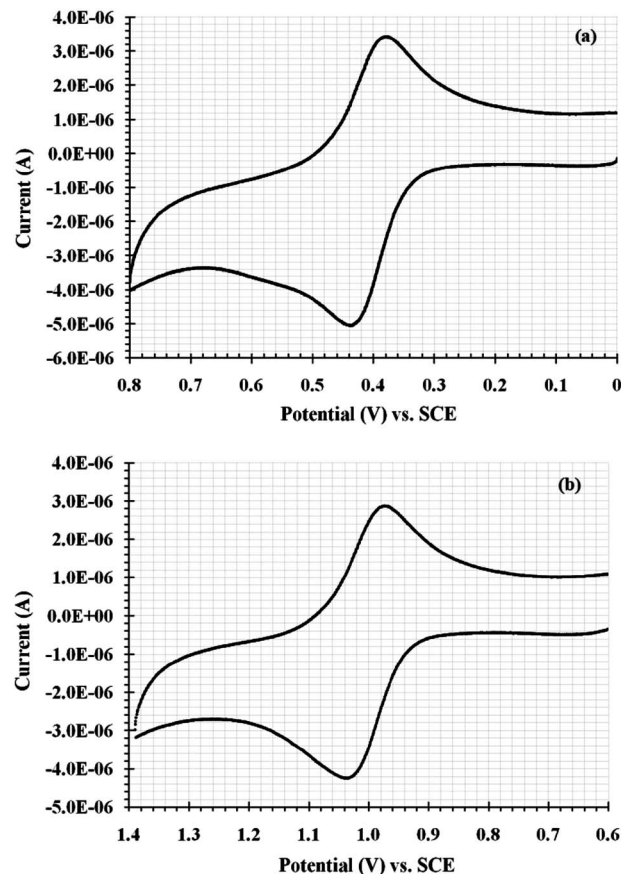 (a)
Current (A)
4.0E-06
3.0E-06
2.0E-06
1.0E-06
0.0E+00
-1.0E-06
-2.0E-06
-3.0E-06
-4.0E-06
-5.0E-06
-6.0E-06
0.8 0.7 0.6 0.5 0.4 0.3 0.2 0.1 0
Potential (V) vs. SCE
(b)
Current (A)
4.0E-06
3.0E-06
2.0E-06
1.0E-06
0.0E+00
-1.0E-06
-2.0E-06
-3.0E-06
-4.0E-06
-5.0E-06
1.4 1.3 1.2 1.1 1.0 0.9 0.8 0.7 0.6
Potential (V) vs. SCE